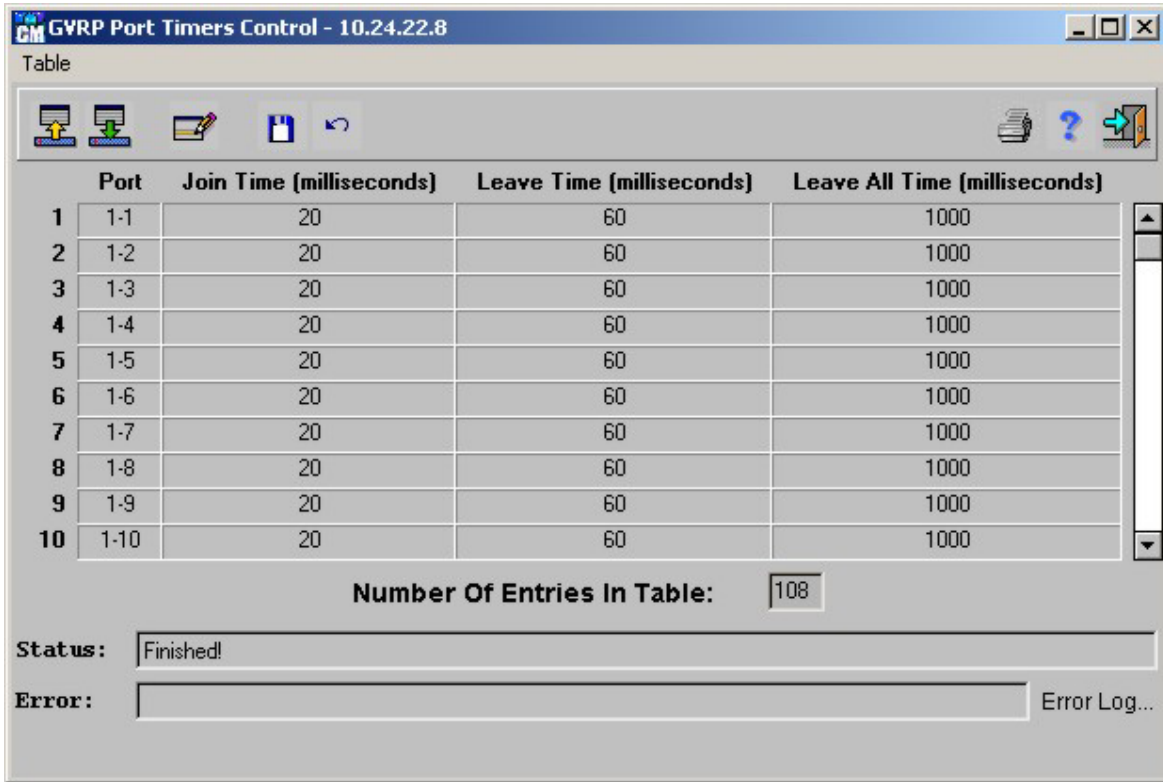 CM GVRP Port Timers Control - 10.24.22.8
Table
?
Port Join Time (milliseconds) Leave Time (milliseconds) Leave All Time (milliseconds)
1 1-1 20 60 1000
2 1-2 20 60 1000
3 1-3 20 60 1000
4 1-4 20 60 1000
5 1-5 20 60 1000
6 1-6 20 60 1000
7 1-7 20 60 1000
8 1-8 20 60 1000
9 1-9 20 60 1000
10 1-10 20 60 1000
Number Of Entries In Table: 108
Status: Finished!
Error: Error Log...